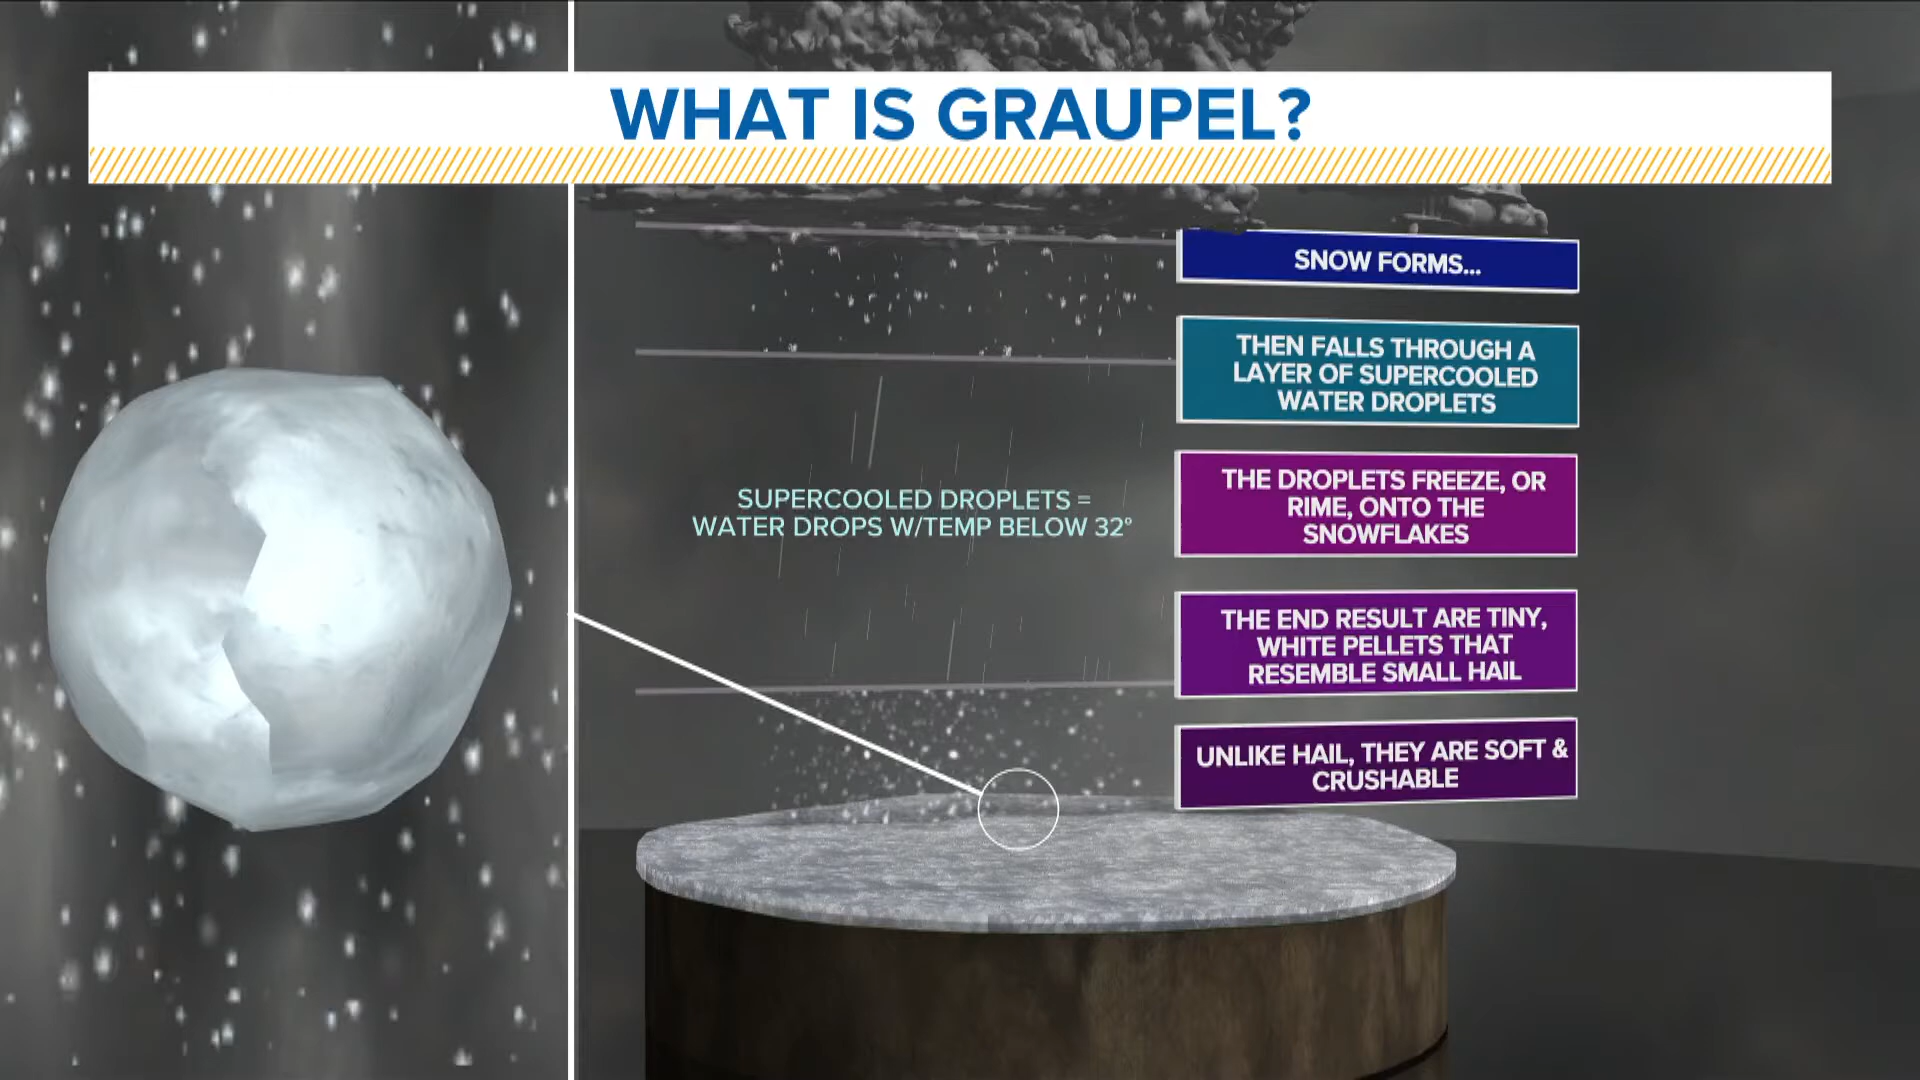 WHAT IS GRAUPEL?
SNOW FORMS...
THEN FALLS THROUGH A
LAYER OF SUPERCOOLED
WATER DROPLETS
SUPERCOOLED DROPLETS =
WATER DROPS W/TEMP BELOW 32°
THE DROPLETS FREEZE, OR
RIME, ONTO THE
SNOWFLAKES
THE END RESULT ARE TINY,
WHITE PELLETS THAT
RESEMBLE SMALL HAIL
UNLIKE HAIL, THEY ARE SOFT &
CRUSHABLE